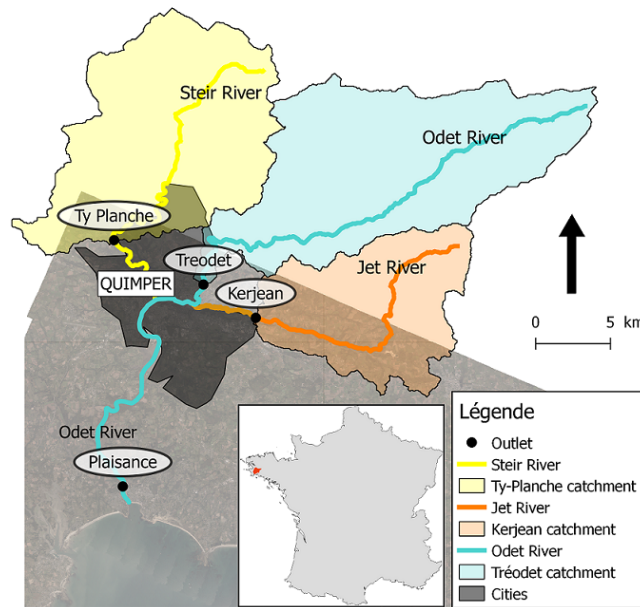 Steir River
Odet River
Ty Planche
Treodet
Jet River
QUIMPER
Kerjean
0 5 km
Odet River
Plaisance
Légende
Outlet
Steir River
Ty-Planche catchment
Jet River
Kerjean catchment
Odet River
Tréodet catchment
Cities